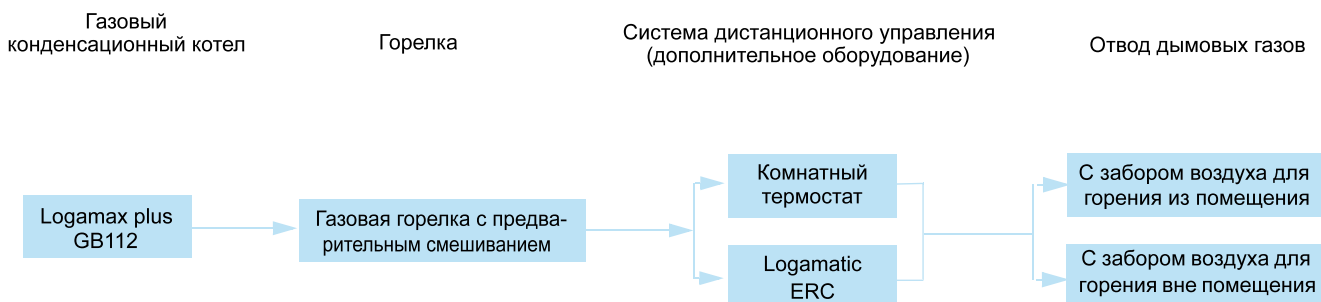 Газовый
конденсационный котел
Горелка
Система дистанционного управления
(дополнительное оборудование)
Отвод дымовых газов
Logamax plus
GB112
Газовая горелка с предва-
рительным смешиванием
Комнатный
термостат
Logamatic
ERC
С забором воздуха для
горения из помещения
С забором воздуха для
горения вне помещения